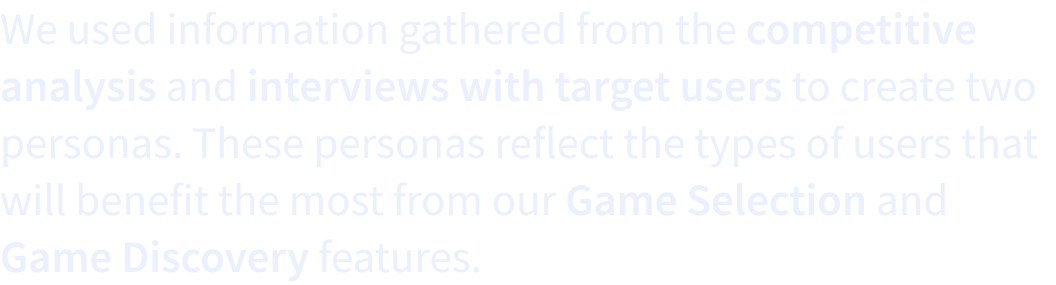 We used information gathered from the competitive
analysis and interviews with target users to create two
personas. These personas reflect the types of users that
will benefit the most from our Game Selection and
Game Discovery features.